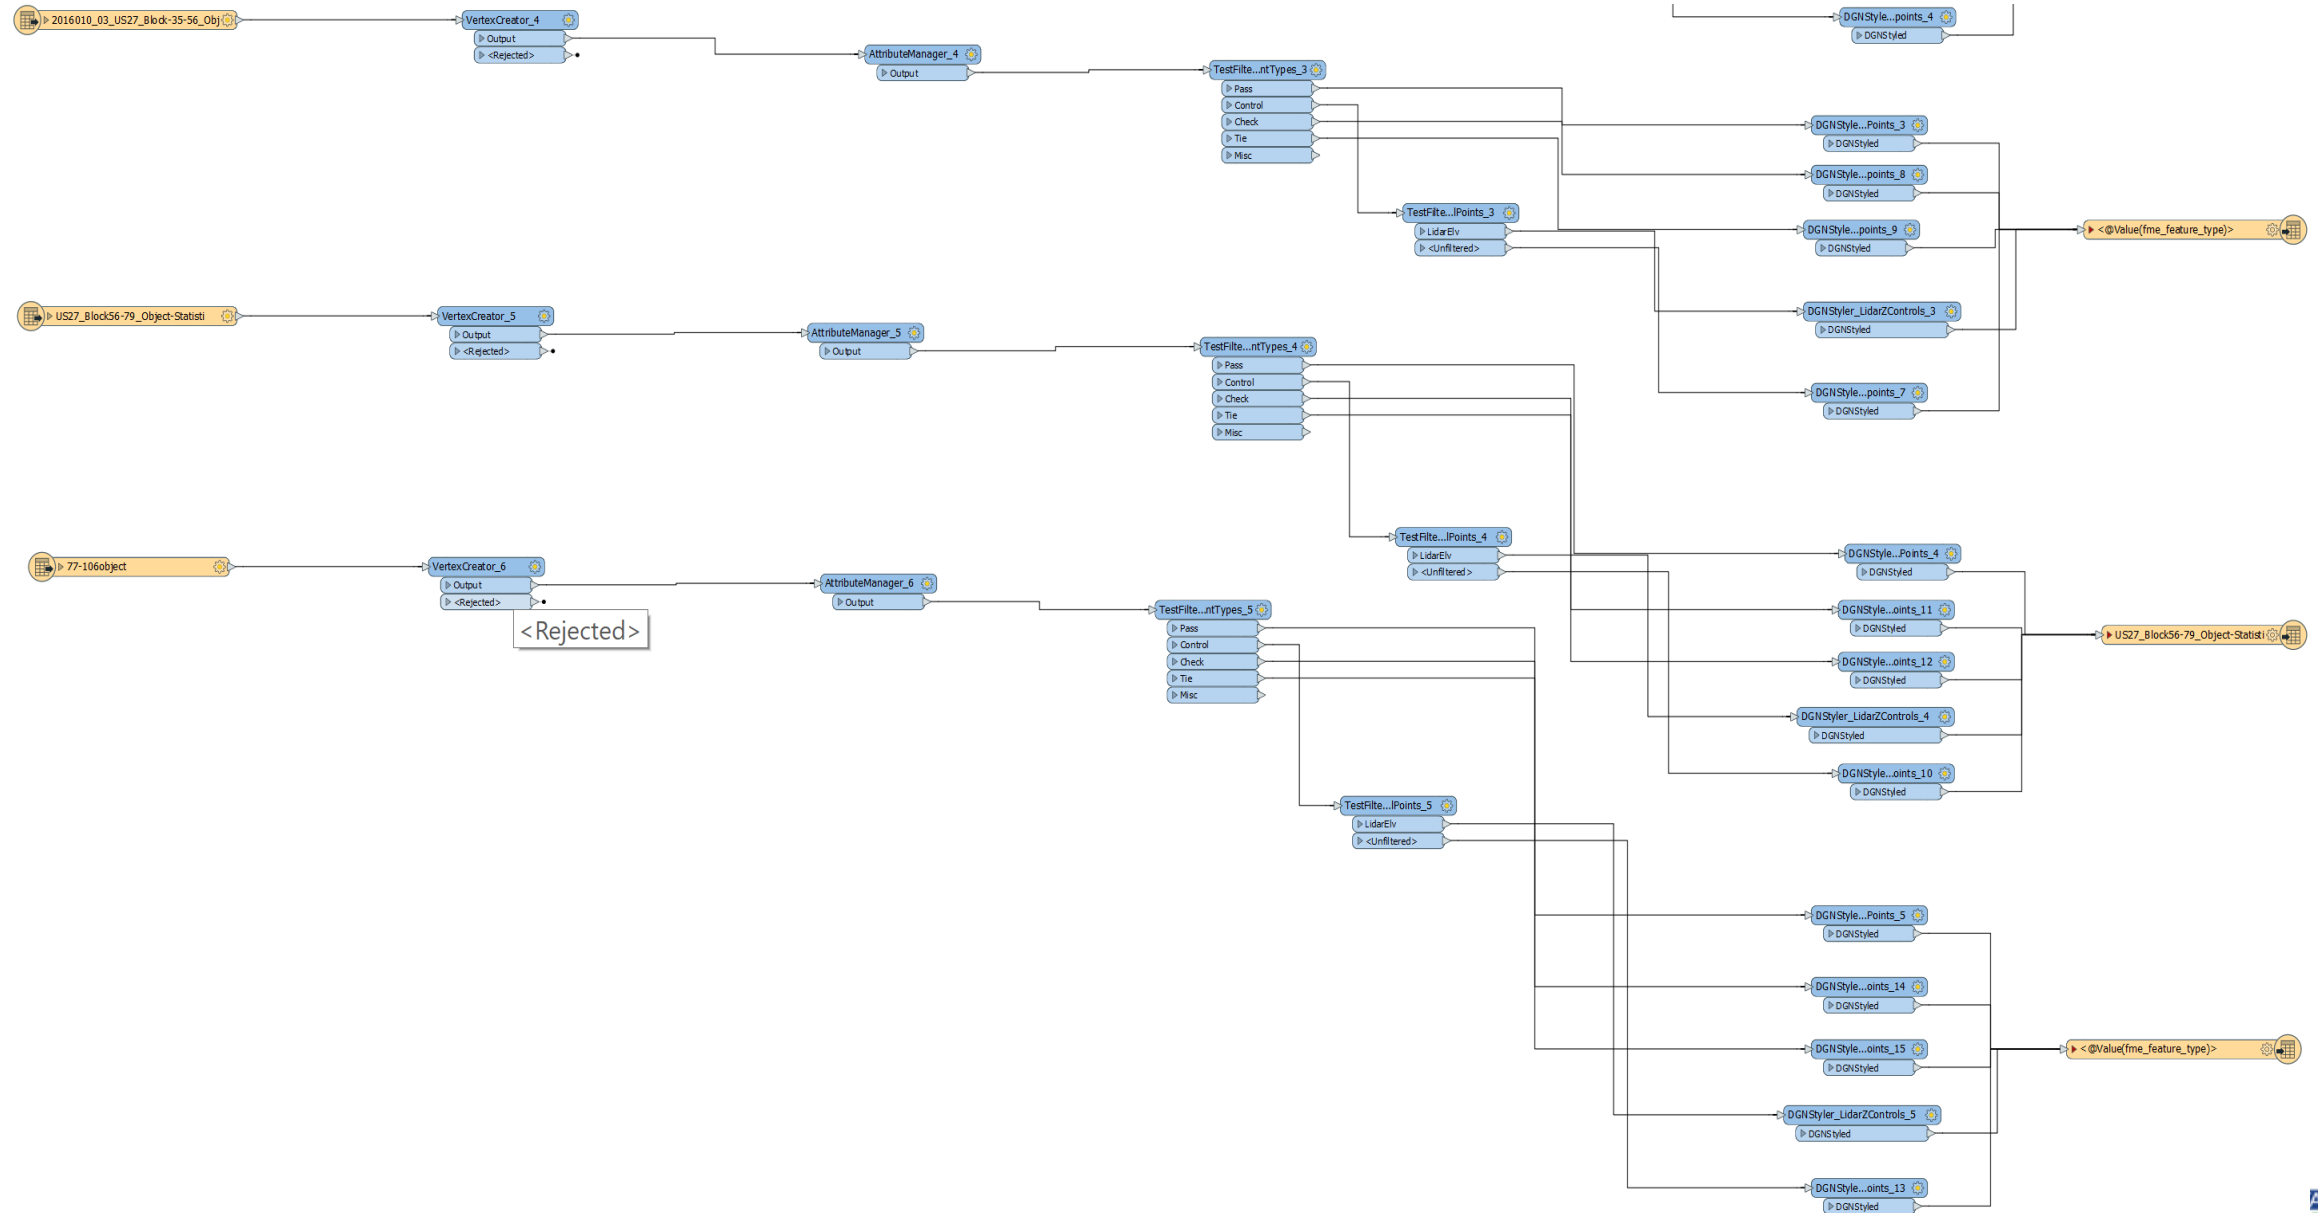 2016010_03_US27_Block-35-56_Obj
VertexCreator_4
Output
<Rejected>
AttributeManager_4
Output
TestFilte...ntTypes_3
Pass
Control
Check
Tie
Misc
TestFilte...lPoints_3
LidarElv
<Unfiltered>
DGNStyle...points_4
DGNStyled
DGNStyle...Points_3
DGNStyled
DGNStyle...points_8
DGNStyled
DGNStyle...points_9
DGNStyled
DGNStyler_LidarZControls_3
DGNStyled
DGNStyle...points_7
DGNStyled
<@Value(fme_feature_type)>
US27_Block56-79_Object-Statisti
VertexCreator_5
Output
<Rejected>
AttributeManager_5
Output
TestFilte...ntTypes_4
Pass
Control
Check
Tie
Misc
TestFilte...lPoints_4
LidarElv
<Unfiltered>
DGNStyle...Points_4
DGNStyled
DGNStyle...oints_11
DGNStyled
DGNStyle...oints_12
DGNStyled
DGNStyler_LidarZControls_4
DGNStyled
DGNStyle...oints_10
DGNStyled
US27_Block56-79_Object-Statisti
77-106object
VertexCreator_6
Output
<Rejected>
<Rejected>
AttributeManager_6
Output
TestFilte...ntTypes_5
Pass
Control
Check
Tie
Misc
TestFilte...lPoints_5
LidarElv
<Unfiltered>
DGNStyle...Points_5
DGNStyled
DGNStyle...oints_14
DGNStyled
DGNStyle...oints_15
DGNStyled
DGNStyler_LidarZControls_5
DGNStyled
DGNStyle...oints_13
DGNStyled
<@Value(fme_feature_type)>